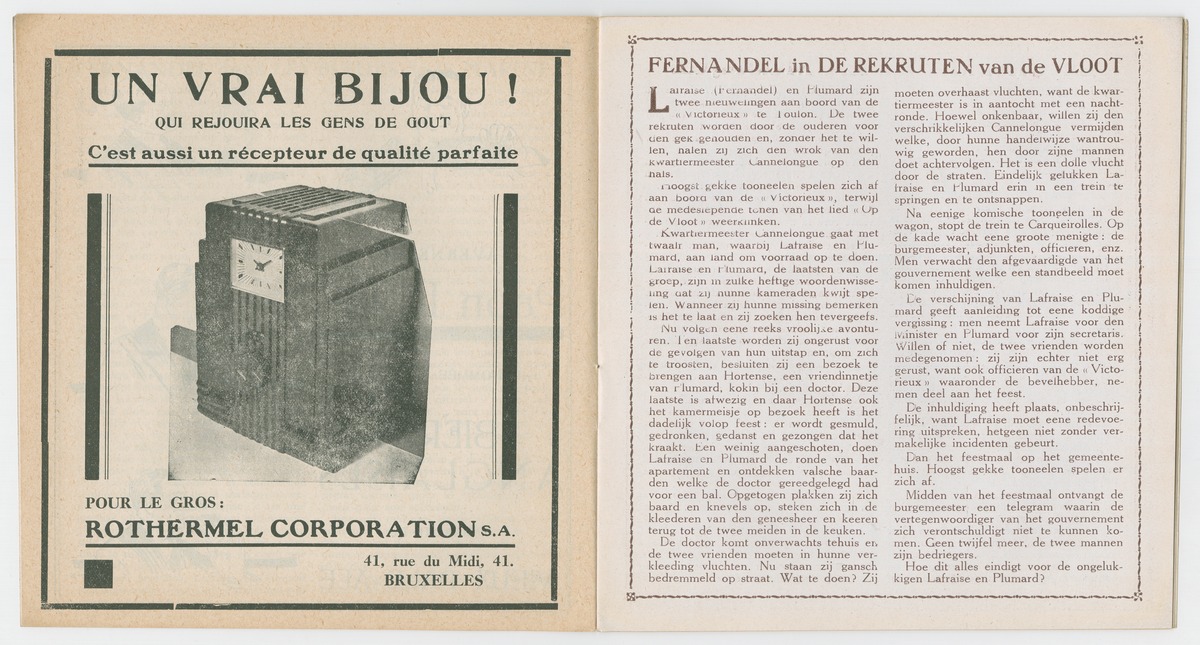 UN VRAI BIJOU !
QUI REJOUIRA LES GENS DE GOUT
C'est aussi un récepteur de qualité parfaite
POUR LE GROS :
ROTHERMEL CORPORATION S.A.
41, rue du Midi, 41.
BRUXELLES
FERNANDEL in DE REKRUTEN van de VLOOT
Lafraise (Fernandel) en Plumard zijn
twee nieuwelingen aan boord van de
« Victorieux » te Toulon. De twee
rekruten worden door de ouderen voor
den gek gehouden en, zonder het te wil-
len, halen zij zich den wrok van den
kwartiermeester Cannelongue op den
hals.
Hoogst gekke tooneelen spelen zich af
aan boord van de « Victorieux », terwijl
de medeslepende tonen van het lied « Op
de Vloot » weerklinken.
Kwartiermeester Cannelongue gaat met
twaalf man, waarbij Lafraise en Plu-
mard, aan land om voorraad op te doen.
Lafraise en Plumard, de laatsten van de
groep, zijn in zulke heftige woordenwisse-
ling dat zij hunne kameraden kwijt spe-
len. Wanneer zij hunne missing bemerken
is het te laat en zij zoeken hen tevergeefs.
Nu volgen eene reeks vroolijke avontu-
ren. Ten laatste worden zij ongerust voor
de gevolgen van hun uitstap en, om zich
te troosten, besluiten zij een bezoek te
brengen aan Hortense, een vriendinnetje
van Plumard, kokin bij een doctor. Deze
laatste is afwezig en daar Hortense ook
het kamermeisje op bezoek heeft is het
dadelijk volop feest : er wordt gesmuld,
gedronken, gedanst en gezongen dat het
kraakt. Een weinig aangeschoten, doen
Lafraise en Plumard de ronde van het
apartement en ontdekken valsche baar-
den welke de doctor gereedgelegd had
voor een bal. Opgetogen plakken zij zich
baard en knevels op, steken zich in de
kleederen van den geneesheer en keeren
terug tot de twee meiden in de keuken.
De doctor komt onverwachts tehuis en
de twee vrienden moeten in hunne ver-
kleeding vluchten. Nu staan zij gansch
bedremmeld op straat. Wat te doen? Zij
moeten overhaast vluchten, want de kwar-
tiermeester is in aantocht met een nacht-
ronde. Hoewel onkenbaar, willen zij den
verschrikkelijken Cannelongue vermijden
welke, door hunne handelwijze wantrou-
wig geworden, hen door zijne mannen
doet achtervolgen. Het is een dolle vlucht
door de straten. Eindelijk gelukken La-
fraise en Plumard erin in een trein te
springen en te ontsnappen.
Na eenige komische tooneelen in de
wagon, stopt de trein te Carqueirolles. Op
de kade wacht eene groote menigte : de
burgemeester, adjunkten, officieren, enz.
Men verwacht den afgevaardigde van het
gouvernement welke een standbeeld moet
komen inhuldigen.
De verschijning van Lafraise en Plu-
mard geeft aanleiding tot eene koddige
vergissing : men neemt Lafraise voor den
Minister en Plumard voor zijn secretaris.
Willen of niet, de twee vrienden worden
medegenomen : zij zijn echter niet erg
gerust, want ook officieren van de « Victo-
rieux » waaronder de bevelhebber, ne-
men deel aan het feest.
De inhuldiging heeft plaats, onbeschrij-
felijk, want Lafraise moet eene redevoe-
ring uitspreken, hetgeen niet zonder ver-
makelijke incidenten gebeurt.
Dan het feestmaal op het gemeente-
huis. Hoogst gekke tooneelen spelen er
zich af.
Midden van het feestmaal ontvangt de
burgemeester een telegram waarin de
vertegenwoordiger van het gouvernement
zich verontschuldigt niet te kunnen ko-
men. Geen twijfel meer, de twee mannen
zijn bedriegers.
Hoe dit alles eindigt voor de ongeluk-
kigen Lafraise en Plumard?